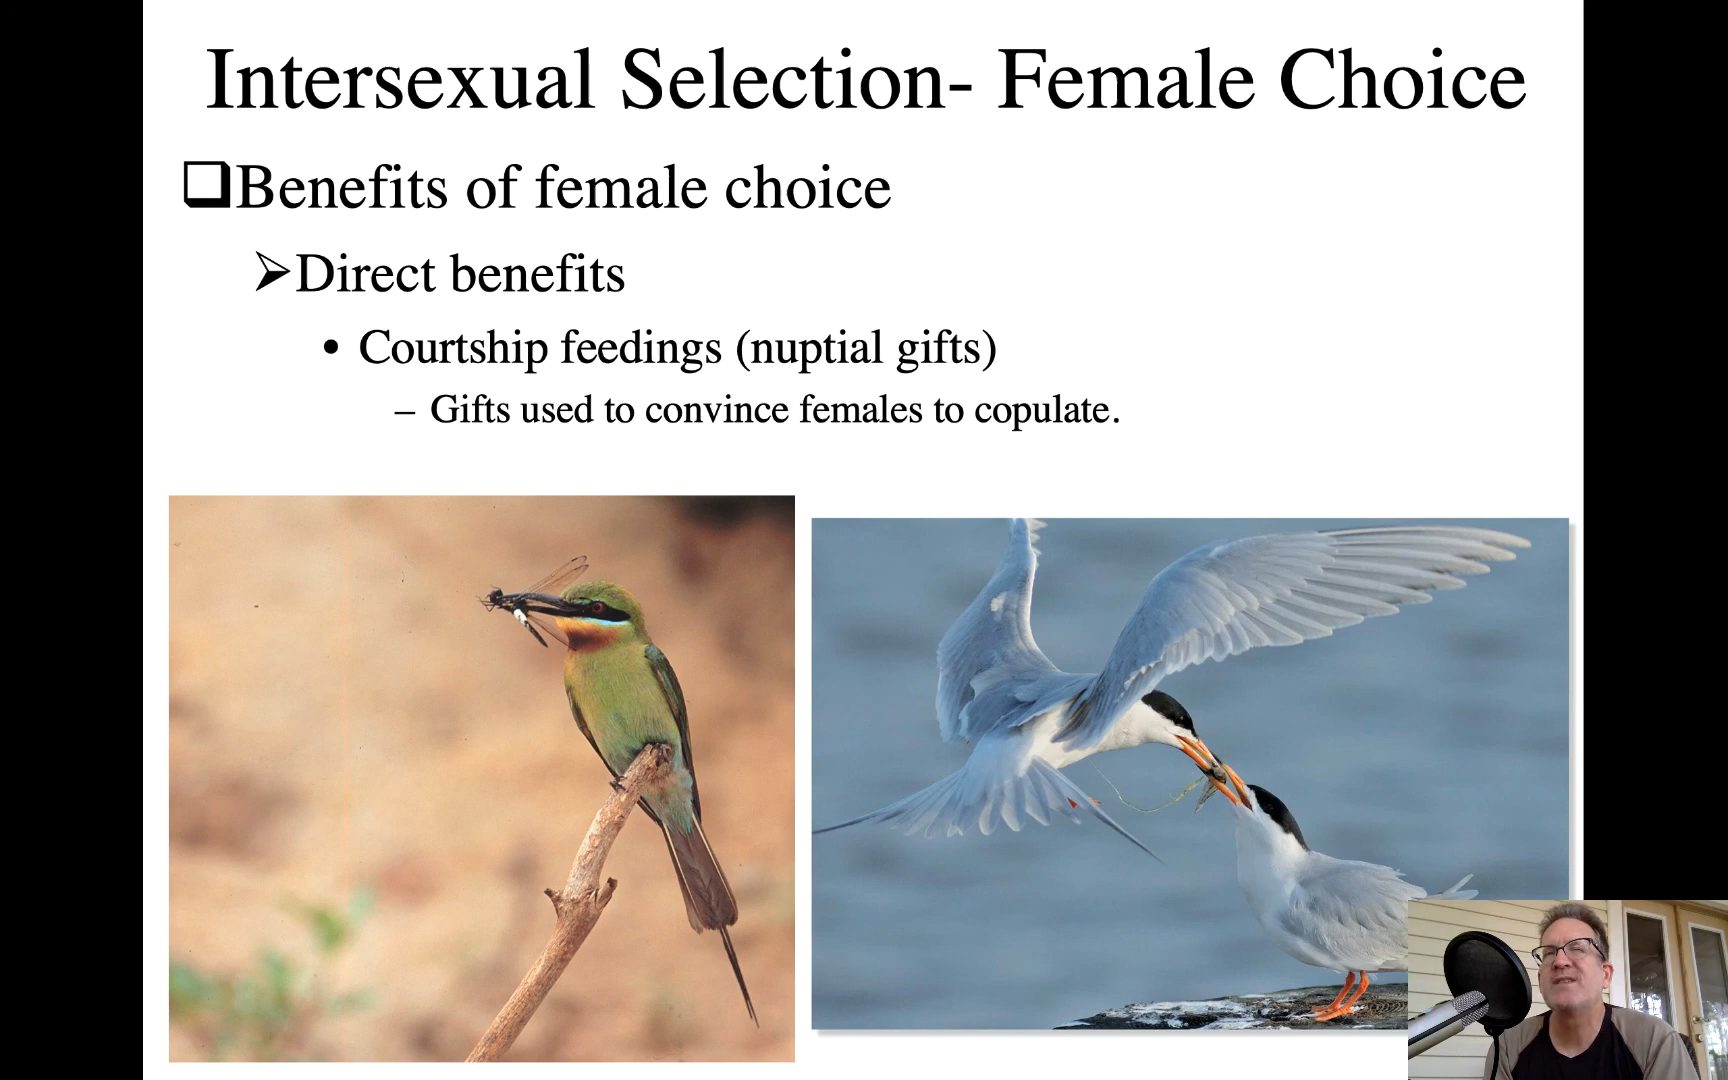 Intersexual Selection- Female Choice
❑Benefits of female choice
➢Direct benefits
• Courtship feedings (nuptial gifts)
– Gifts used to convince females to copulate.